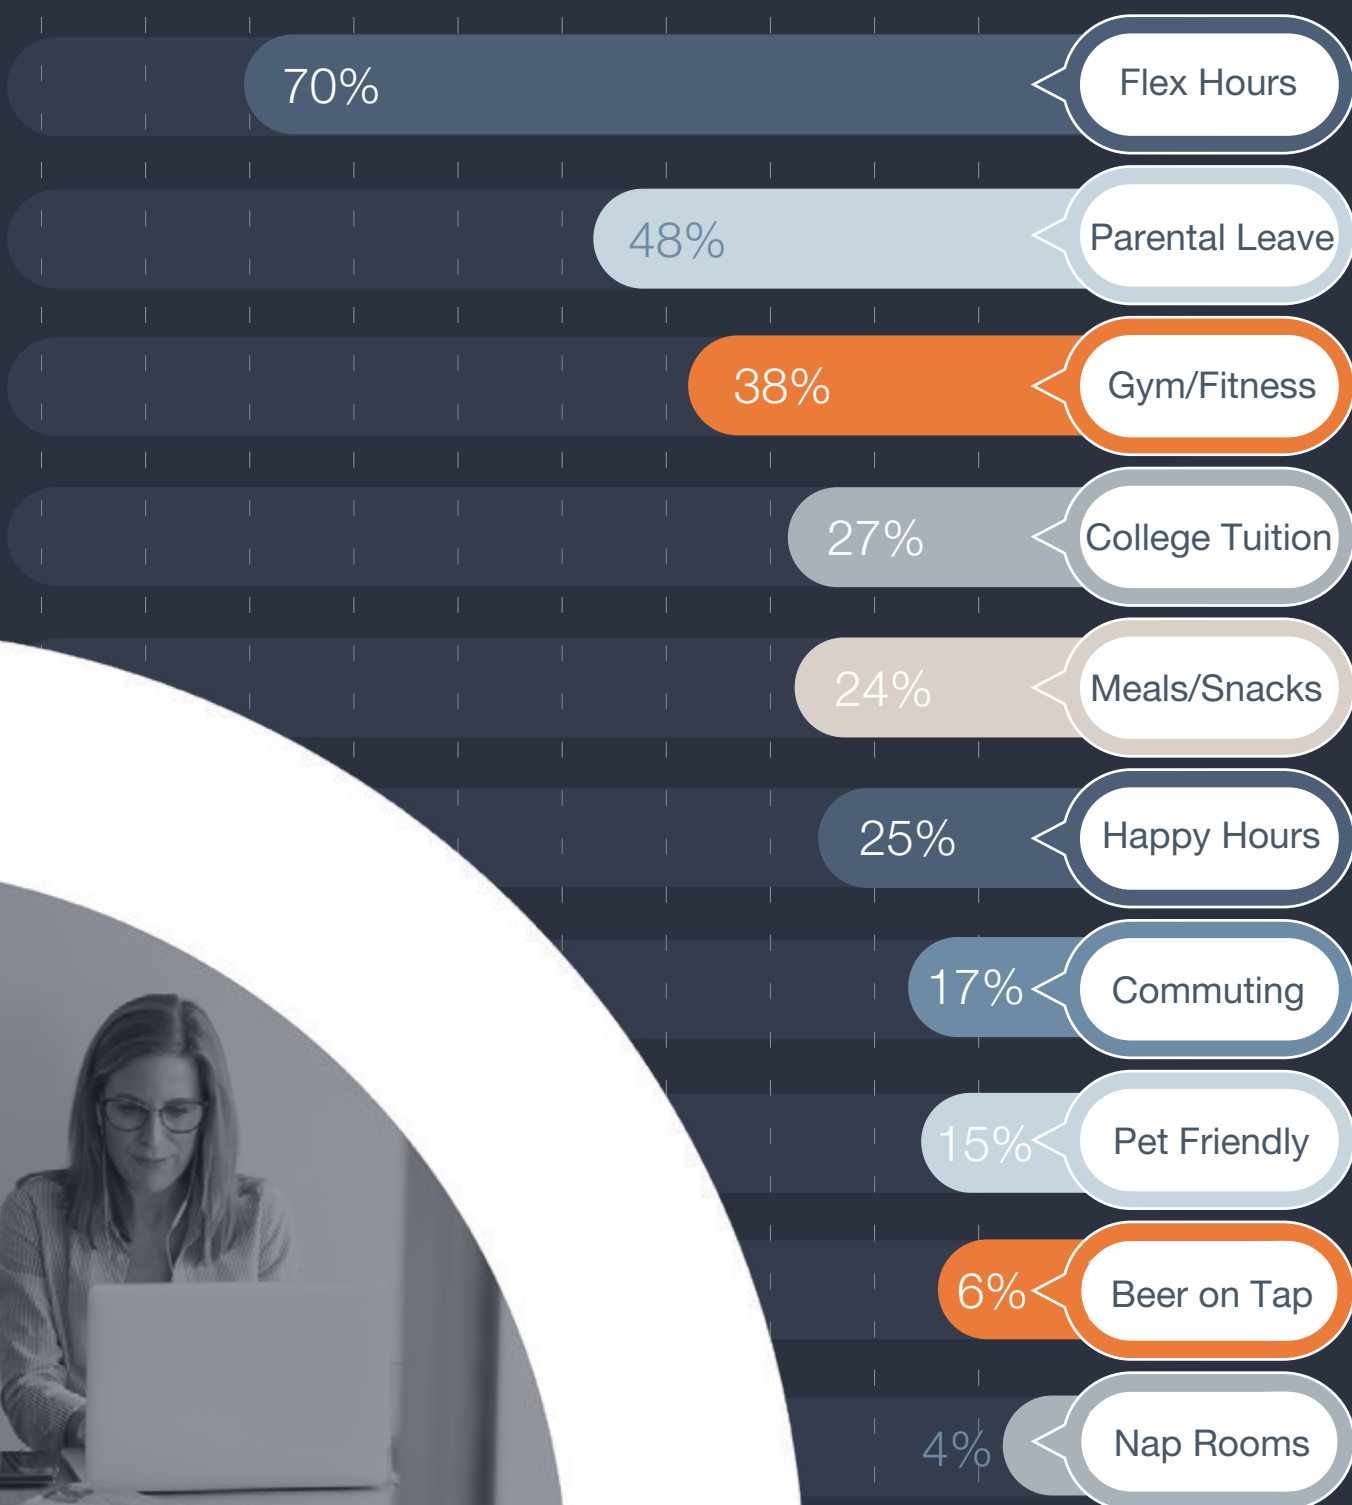 70% Flex Hours
48% Parental Leave
38% Gym/Fitness
27% College Tuition
24% Meals/Snacks
25% Happy Hours
17% Commuting
15% Pet Friendly
6% Beer on Tap
4% Nap Rooms